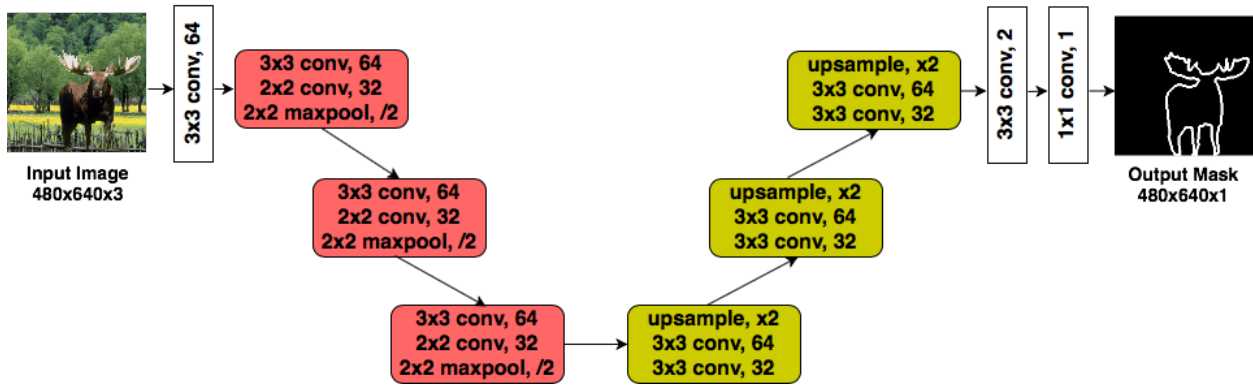 Input Image
480x640x3
3x3 conv, 64
3x3 conv, 64
2x2 conv, 32
2x2 maxpool, /2
3x3 conv, 64
2x2 conv, 32
2x2 maxpool, /2
3x3 conv, 64
2x2 conv, 32
2x2 maxpool, /2
upsample, x2
3x3 conv, 64
3x3 conv, 32
upsample, x2
3x3 conv, 64
3x3 conv, 32
upsample, x2
3x3 conv, 64
3x3 conv, 32
3x3 conv, 2
1x1 conv, 1
Output Mask
480x640x1